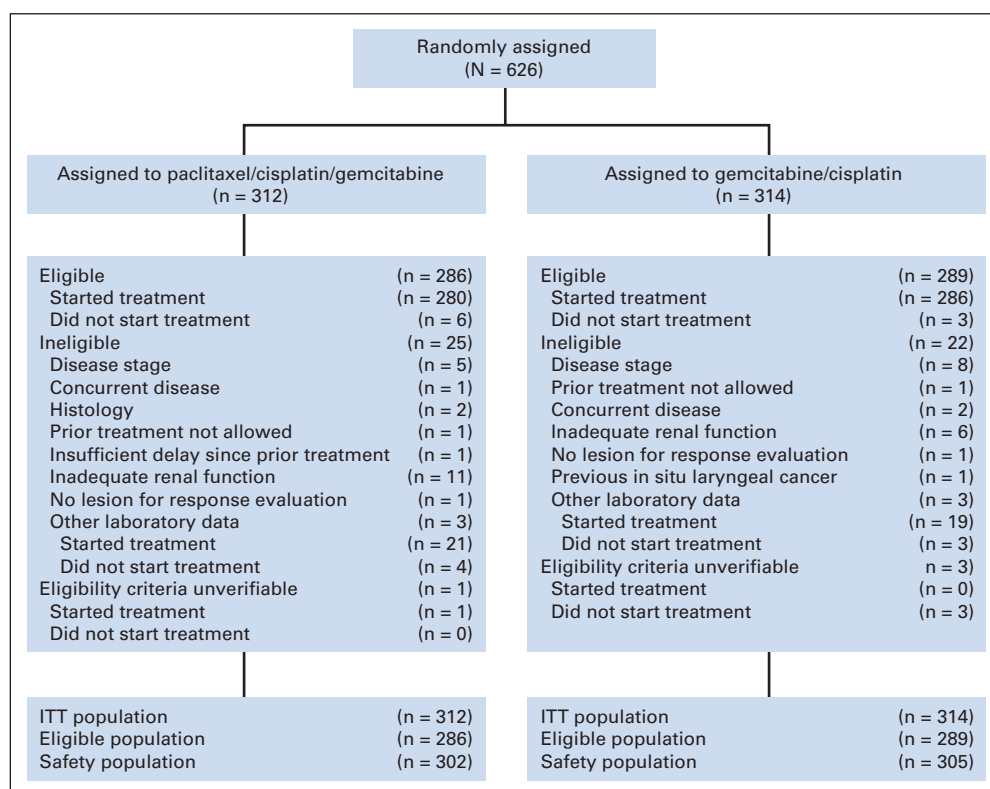 Randomly assigned
(N = 626)
Assigned to paclitaxel/cisplatin/gemcitabine
(n = 312)
Eligible (n = 286)
Started treatment (n = 280)
Did not start treatment (n = 6)
Ineligible (n = 25)
Disease stage (n = 5)
Concurrent disease (n = 1)
Histology (n = 2)
Prior treatment not allowed (n = 1)
Insufficient delay since prior treatment (n = 1)
Inadequate renal function (n = 11)
No lesion for response evaluation (n = 1)
Other laboratory data (n = 3)
Started treatment (n = 21)
Did not start treatment (n = 4)
Eligibility criteria unverifiable (n = 1)
Started treatment (n = 1)
Did not start treatment (n = 0)
ITT population (n = 312)
Eligible population (n = 286)
Safety population (n = 302)
Assigned to gemcitabine/cisplatin
(n = 314)
Eligible (n = 289)
Started treatment (n = 286)
Did not start treatment (n = 3)
Ineligible (n = 22)
Disease stage (n = 8)
Prior treatment not allowed (n = 1)
Concurrent disease (n = 2)
Inadequate renal function (n = 6)
No lesion for response evaluation (n = 1)
Previous in situ laryngeal cancer (n = 1)
Other laboratory data (n = 3)
Started treatment (n = 19)
Did not start treatment (n = 3)
Eligibility criteria unverifiable n = 3)
Started treatment (n = 0)
Did not start treatment (n = 3)
ITT population (n = 314)
Eligible population (n = 289)
Safety population (n = 305)